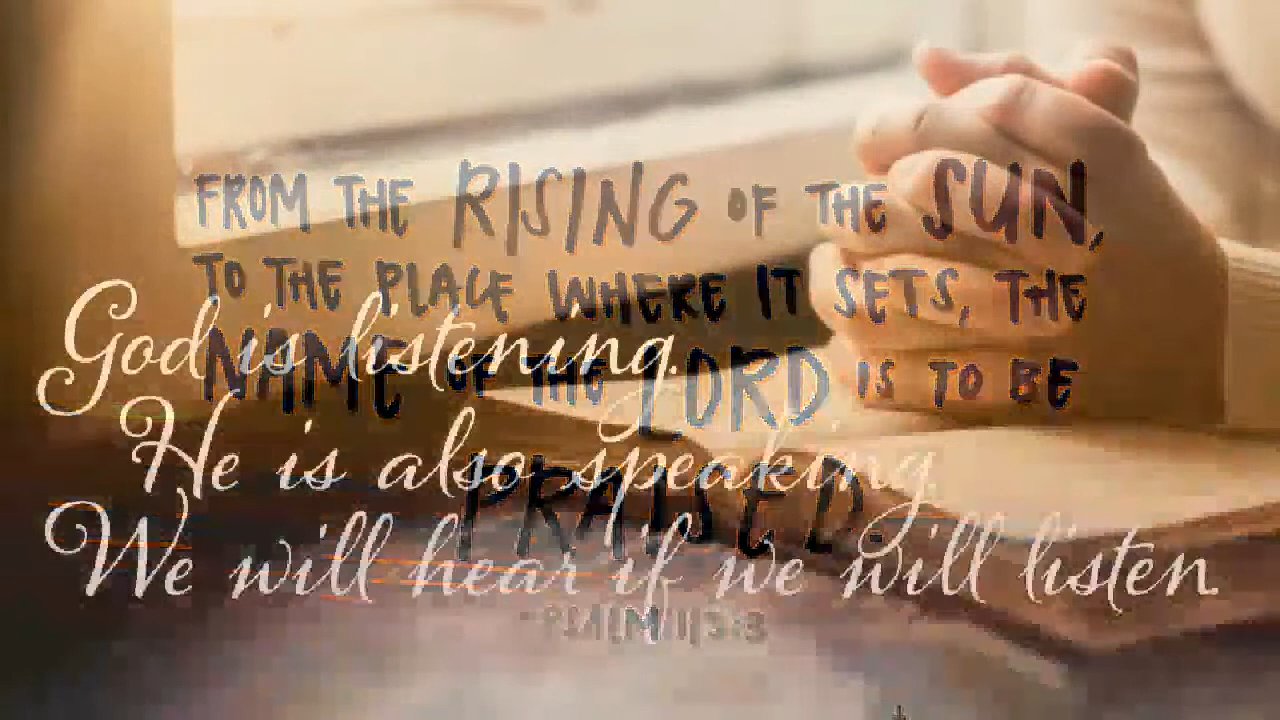 FROM THE RISING OF THE SUN,
TO THE PLACE WHERE IT SETS, THE
NAME OF THE LORD IS TO BE
PRAISED.
-PSALM 113:3
God is listening.
He is also speaking.
We will hear if we will listen.